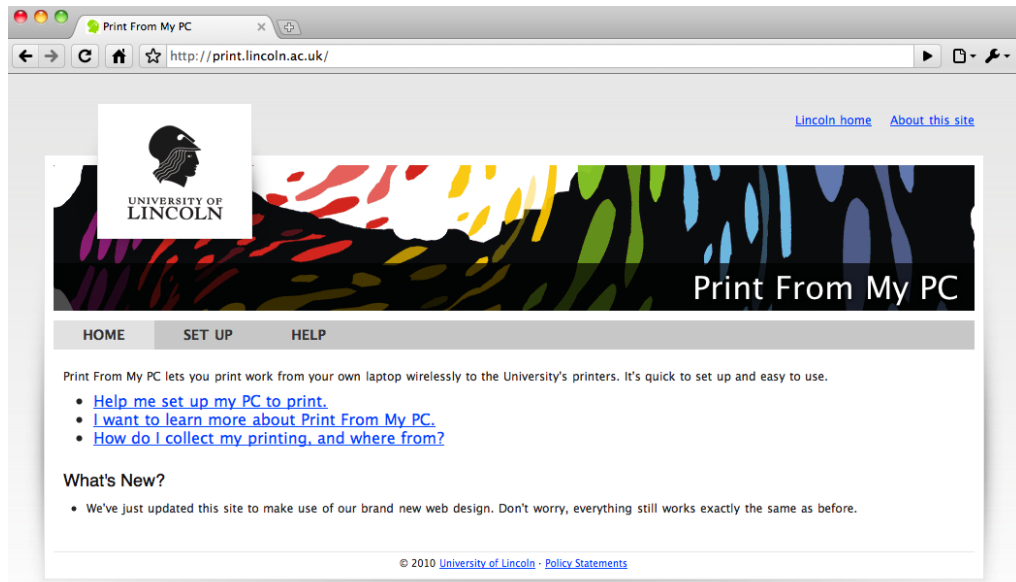 Print From My PC
http://print.lincoln.ac.uk/
Lincoln home About this site
UNIVERSITY OF
LINCOLN
Print From My PC
HOME SET UP HELP
Print From My PC lets you print work from your own laptop wirelessly to the University's printers. It's quick to set up and easy to use.
• Help me set up my PC to print.
• I want to learn more about Print From My PC.
• How do I collect my printing, and where from?
What's New?
• We've just updated this site to make use of our brand new web design. Don't worry, everything still works exactly the same as before.
© 2010 University of Lincoln · Policy Statements